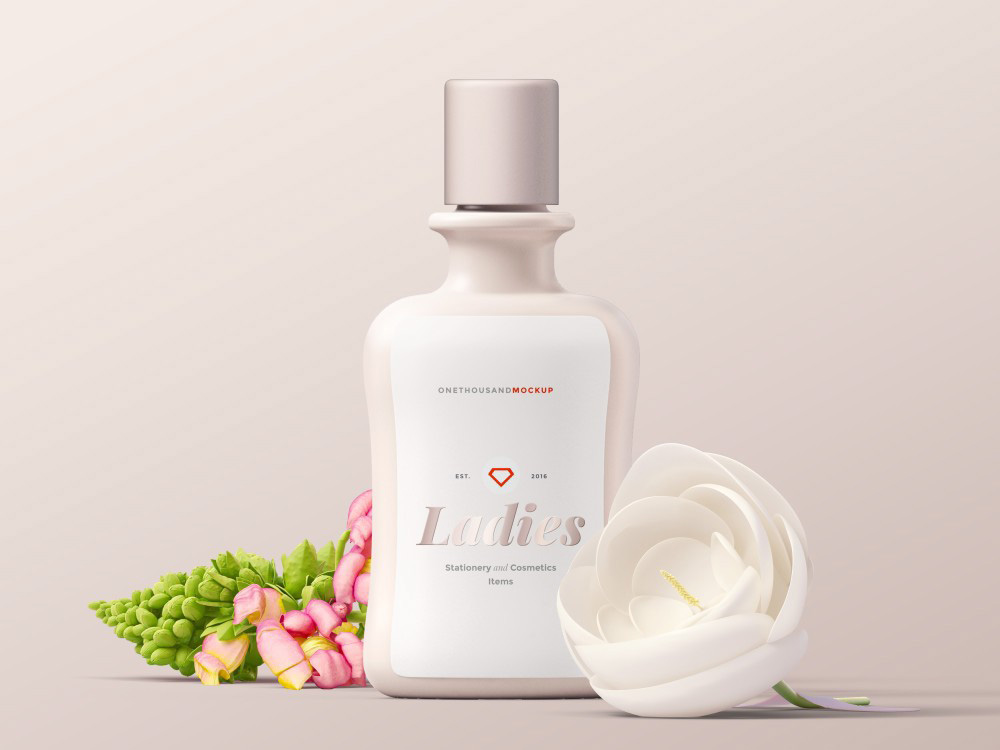 ONETHOUSANDMOCKUP
EST. 2016
Ladies
Stationery and Cosmetics
Items